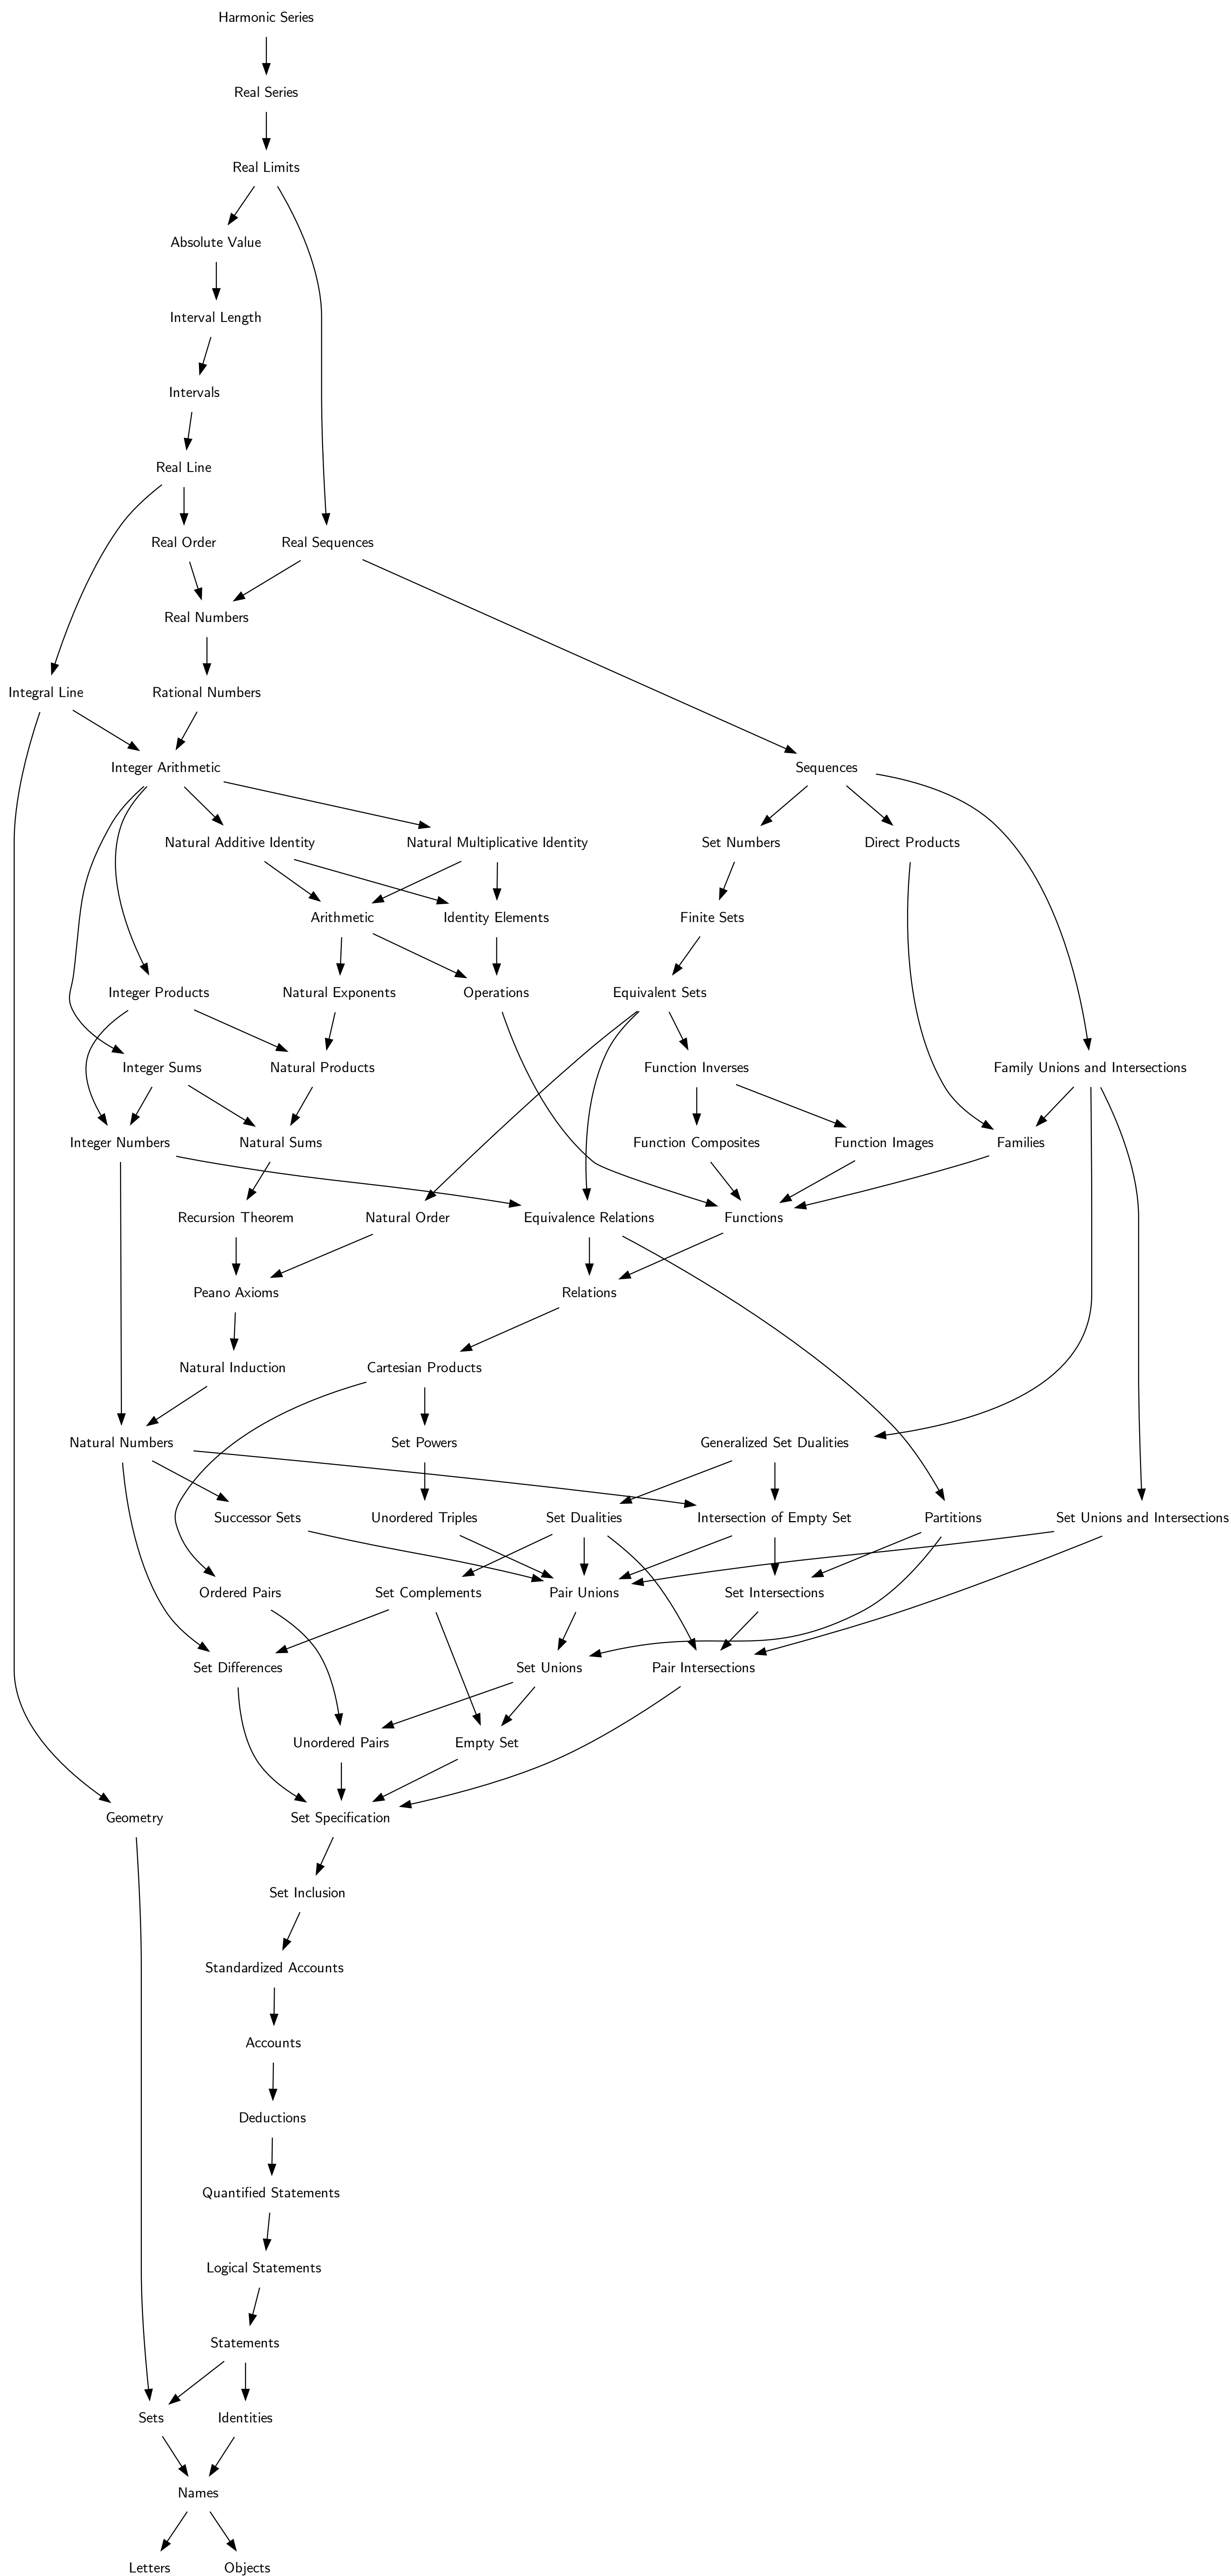 Harmonic Series
Real Series
Real Limits
Absolute Value
Interval Length
Intervals
Real Line
Real Order
Real Sequences
Real Numbers
Integral Line
Rational Numbers
Integer Arithmetic
Sequences
Natural Additive Identity
Natural Multiplicative Identity
Set Numbers
Direct Products
Arithmetic
Identity Elements
Finite Sets
Integer Products
Natural Exponents
Operations
Equivalent Sets
Integer Sums
Natural Products
Function Inverses
Family Unions and Intersections
Integer Numbers
Natural Sums
Function Composites
Function Images
Families
Recursion Theorem
Natural Order
Equivalence Relations
Functions
Peano Axioms
Relations
Natural Induction
Cartesian Products
Natural Numbers
Set Powers
Generalized Set Dualities
Successor Sets
Unordered Triples
Set Dualities
Intersection of Empty Set
Partitions
Set Unions and Intersections
Ordered Pairs
Set Complements
Pair Unions
Set Intersections
Set Differences
Set Unions
Pair Intersections
Unordered Pairs
Empty Set
Geometry
Set Specification
Set Inclusion
Standardized Accounts
Accounts
Deductions
Quantified Statements
Logical Statements
Statements
Sets
Identities
Names
Letters
Objects